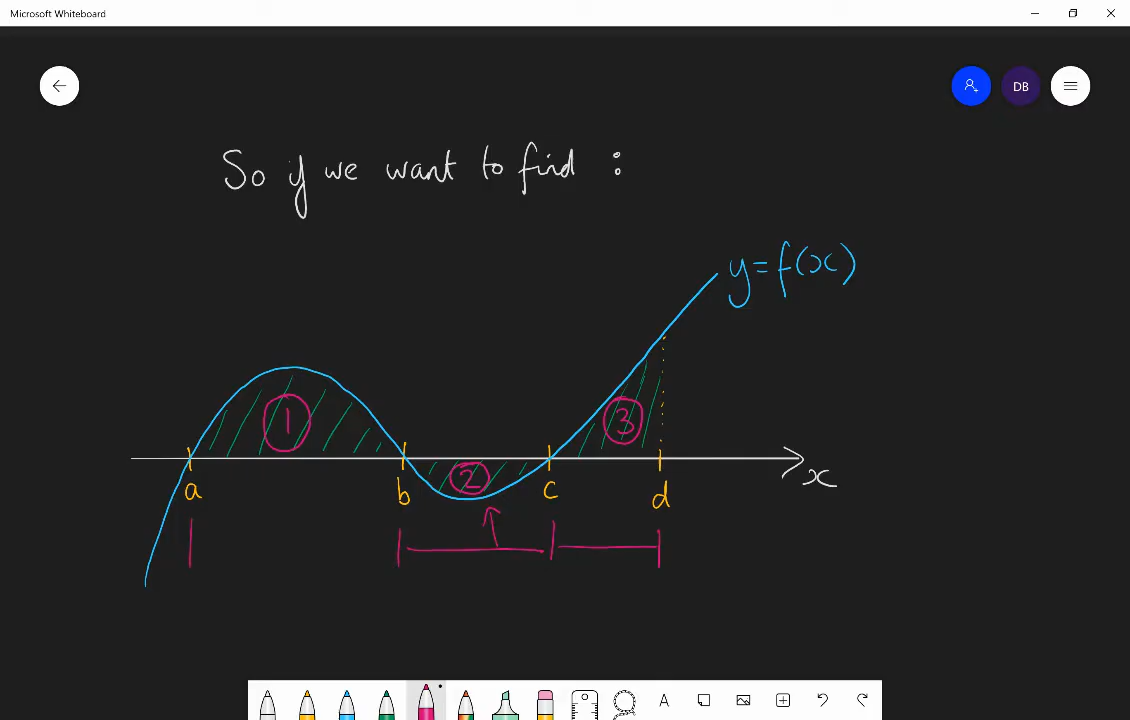 Microsoft Whiteboard
DB
So if we want to find :
y=f(x)
1
3
2
x
a
b
c
d
A